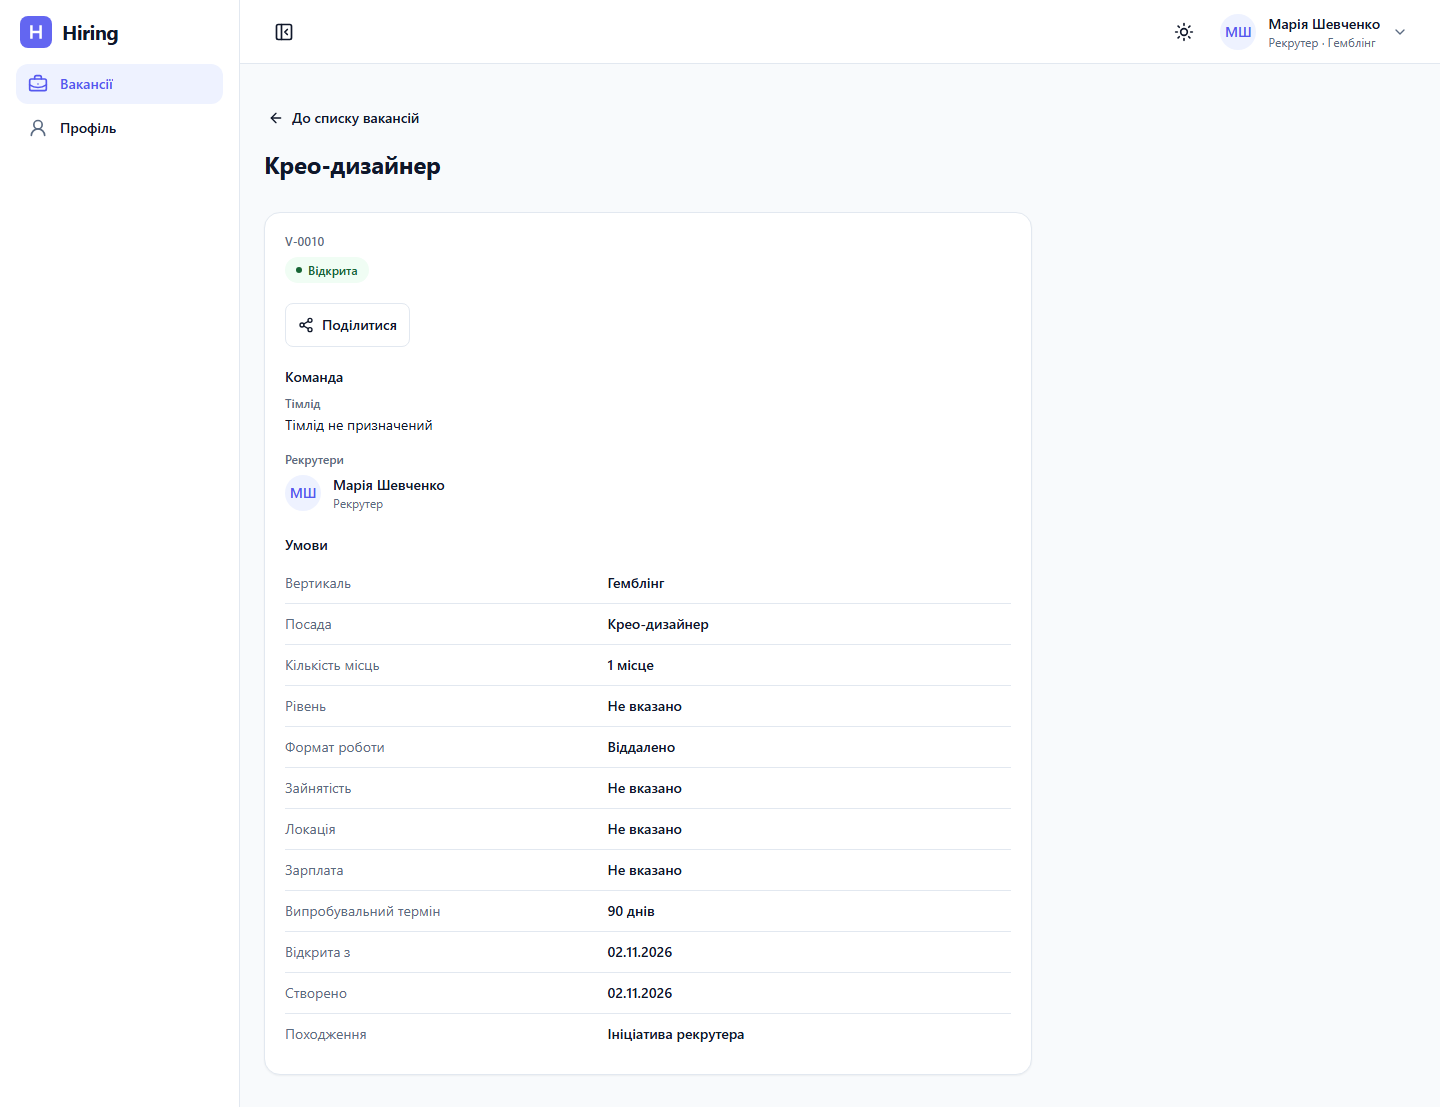 H Hiring
Вакансії
Профіль
МШ
Марія Шевченко
Рекрутер · Гемблінг
До списку вакансій
Крео-дизайнер
V-0010
Відкрита
Поділитися
Команда
Тімлід
Тімлід не призначений
Рекрутери
МШ
Марія Шевченко
Рекрутер
Умови
Вертикаль Гемблінг
Посада Крео-дизайнер
Кількість місць 1 місце
Рівень Не вказано
Формат роботи Віддалено
Зайнятість Не вказано
Локація Не вказано
Зарплата Не вказано
Випробувальний термін 90 днів
Відкрита з 02.11.2026
Створено 02.11.2026
Походження Ініціатива рекрутера